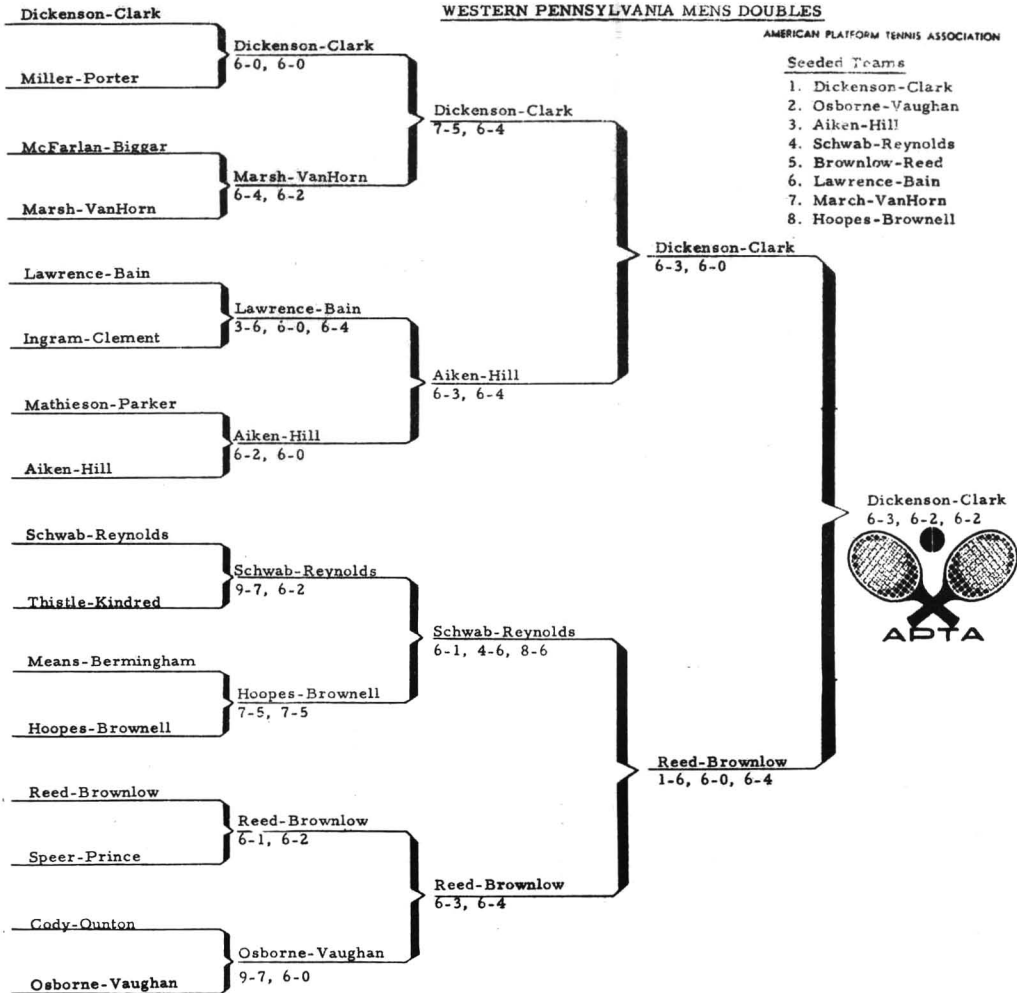 WESTERN PENNSYLVANIA MENS DOUBLES
AMERICAN PLATFORM TENNIS ASSOCIATION
Seeded Teams
1. Dickenson-Clark
2. Osborne-Vaughan
3. Aiken-Hill
4. Schwab-Reynolds
5. Brownlow-Reed
6. Lawrence-Bain
7. March-VanHorn
8. Hoopes-Brownell
Dickenson-Clark
Miller-Porter
McFarlan-Biggar
Marsh-VanHorn
Lawrence-Bain
Ingram-Clement
Mathieson-Parker
Aiken-Hill
Schwab-Reynolds
Thistle-Kindred
Means-Bermingham
Hoopes-Brownell
Reed-Brownlow
Speer-Prince
Cody-Ounton
Osborne-Vaughan
Dickenson-Clark
6-0, 6-0
Marsh-VanHorn
6-4, 6-2
Lawrence-Bain
3-6, 6-0, 6-4
Aiken-Hill
6-2, 6-0
Schwab-Reynolds
9-7, 6-2
Hoopes-Brownell
7-5, 7-5
Reed-Brownlow
6-1, 6-2
Osborne-Vaughan
9-7, 6-0
Dickenson-Clark
7-5, 6-4
Aiken-Hill
6-3, 6-4
Schwab-Reynolds
6-1, 4-6, 8-6
Reed-Brownlow
6-3, 6-4
Dickenson-Clark
6-3, 6-0
Reed-Brownlow
1-6, 6-0, 6-4
Dickenson-Clark
6-3, 6-2, 6-2
APTA